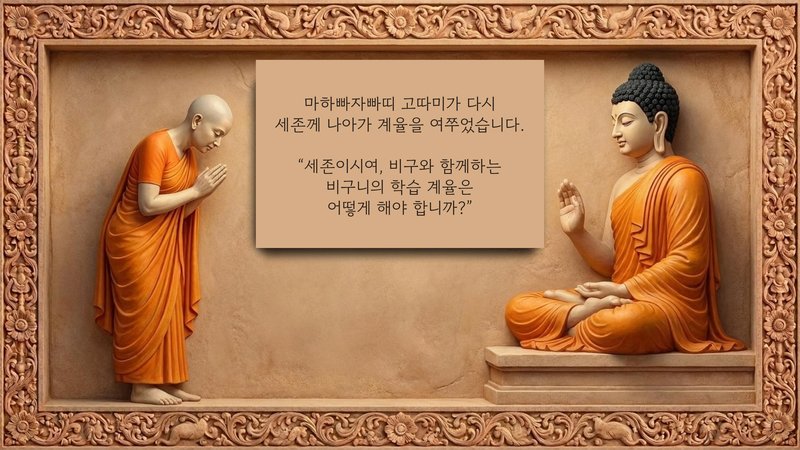 마하빠자빠띠 고따미가 다시
세존께 나아가 계율을 여쭈었습니다.
“세존이시여, 비구와 함께하는
비구니의 학습 계율은
어떻게 해야 합니까?”